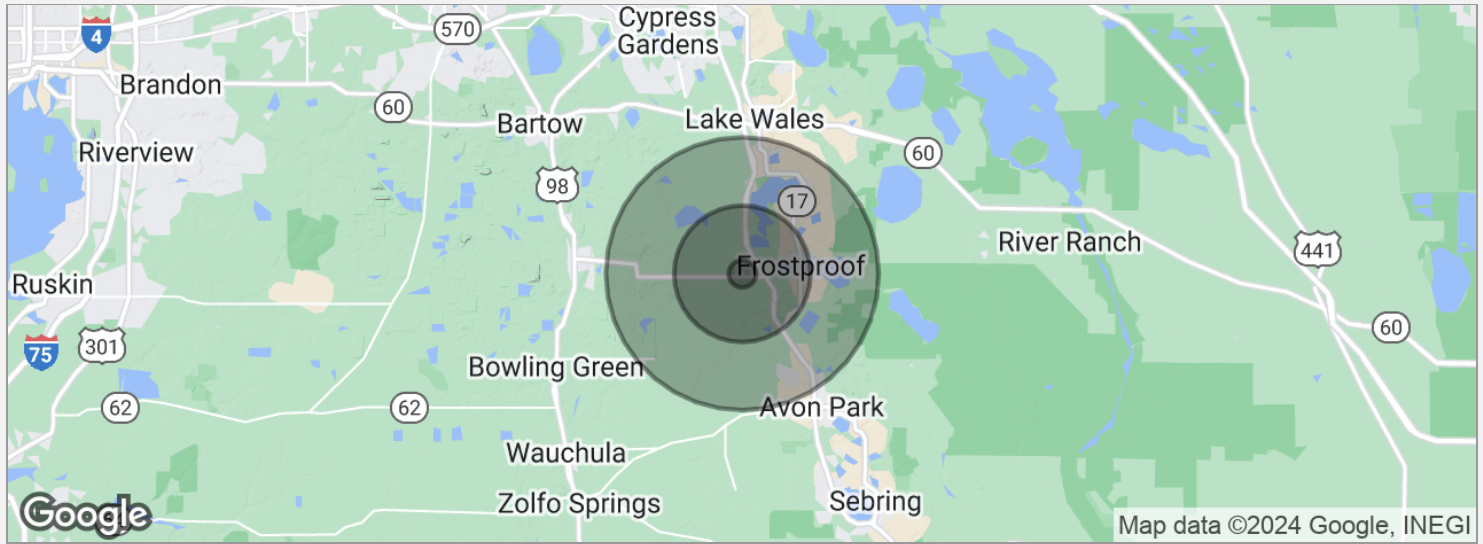 Cypress
Gardens
570
4
Brandon
60
Bartow
Lake Wales
60
Riverview
98
17
River Ranch
441
Frostproof
Ruskin
75
301
60
Bowling Green
62
62
Avon Park
Wauchula
Zolfo Springs
Sebring
Google
Map data ©2024 Google, INEGI